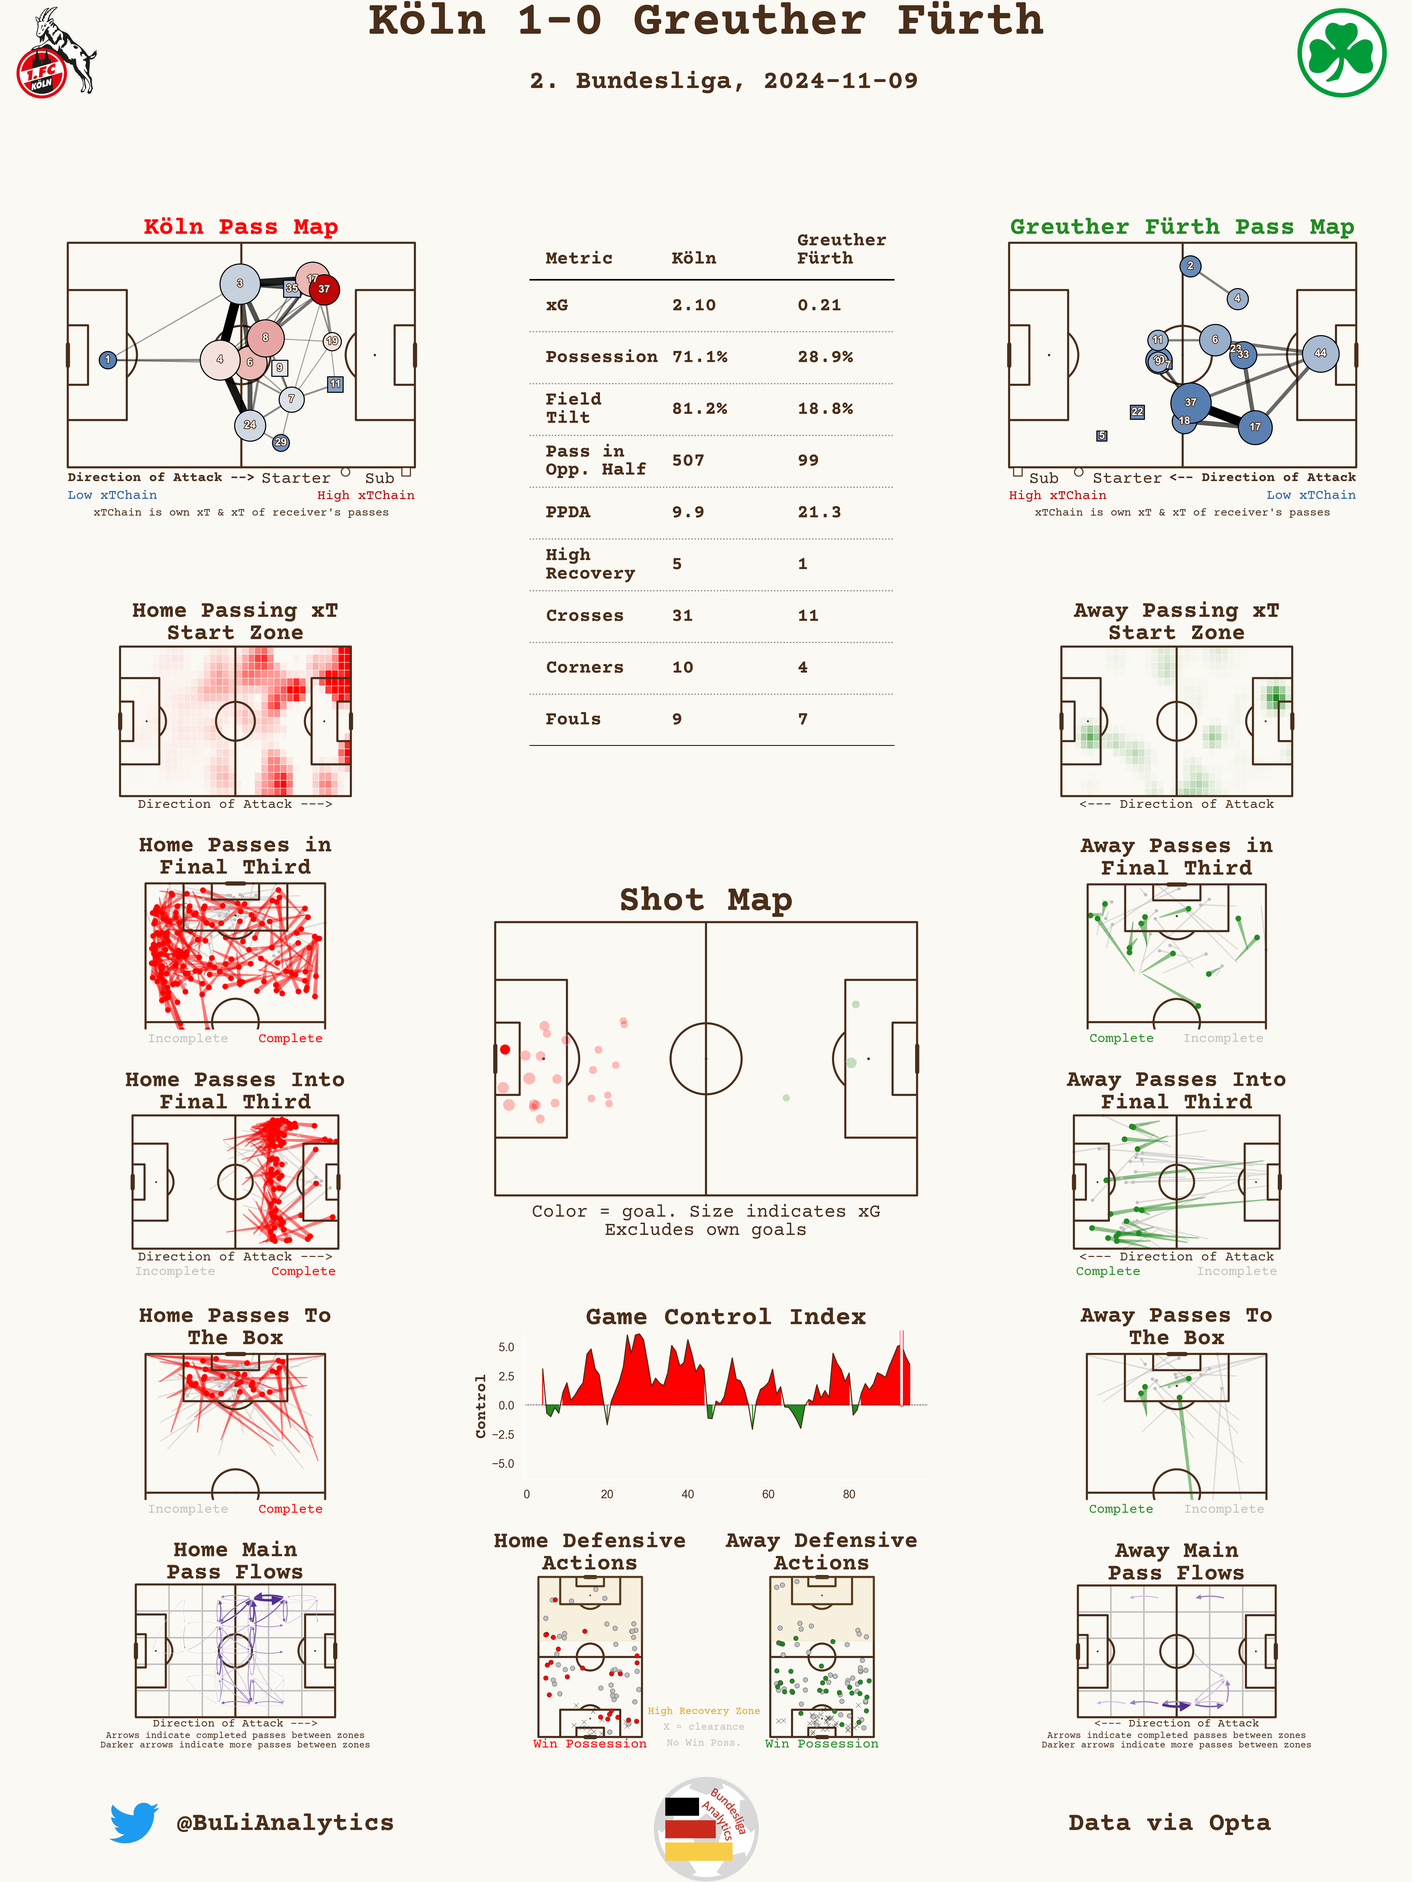 Köln 1-0 Greuther Fürth
2. Bundesliga, 2024-11-09
1.FC
KÖLN
Köln Pass Map
3
17
35
37
8
19
1
4
6
9
11
7
24
29
Direction of Attack --> Starter Sub
Low xTChain High xTChain
xTChain is own xT & xT of receiver's passes
Metric Köln Greuther Fürth
xG 2.10 0.21
Possession 71.1% 28.9%
Field Tilt 81.2% 18.8%
Pass in Opp. Half 507 99
PPDA 9.9 21.3
High Recovery 5 1
Crosses 31 11
Corners 10 4
Fouls 9 7
Greuther Fürth Pass Map
2
4
11
6
23
33
44
9
7
37
22
18
17
5
Sub Starter <-- Direction of Attack
High xTChain Low xTChain
xTChain is own xT & xT of receiver's passes
Home Passing xT
Start Zone
Direction of Attack --->
Away Passing xT
Start Zone
<--- Direction of Attack
Home Passes in
Final Third
Incomplete Complete
Away Passes in
Final Third
Complete Incomplete
Shot Map
Color = goal. Size indicates xG
Excludes own goals
Home Passes Into
Final Third
Direction of Attack --->
Incomplete Complete
Away Passes Into
Final Third
<--- Direction of Attack
Complete Incomplete
Home Passes To
The Box
Incomplete Complete
Game Control Index
Control
5.0
2.5
0.0
−2.5
−5.0
0 20 40 60 80
Away Passes To
The Box
Complete Incomplete
Home Main
Pass Flows
Direction of Attack --->
Arrows indicate completed passes between zones
Darker arrows indicate more passes between zones
Home Defensive
Actions
Win Possession
High Recovery Zone
X = clearance
No Win Poss.
Away Defensive
Actions
Win Possession
Away Main
Pass Flows
<--- Direction of Attack
Arrows indicate completed passes between zones
Darker arrows indicate more passes between zones
@BuLiAnalytics
Bundesliga
Analytics
Data via Opta